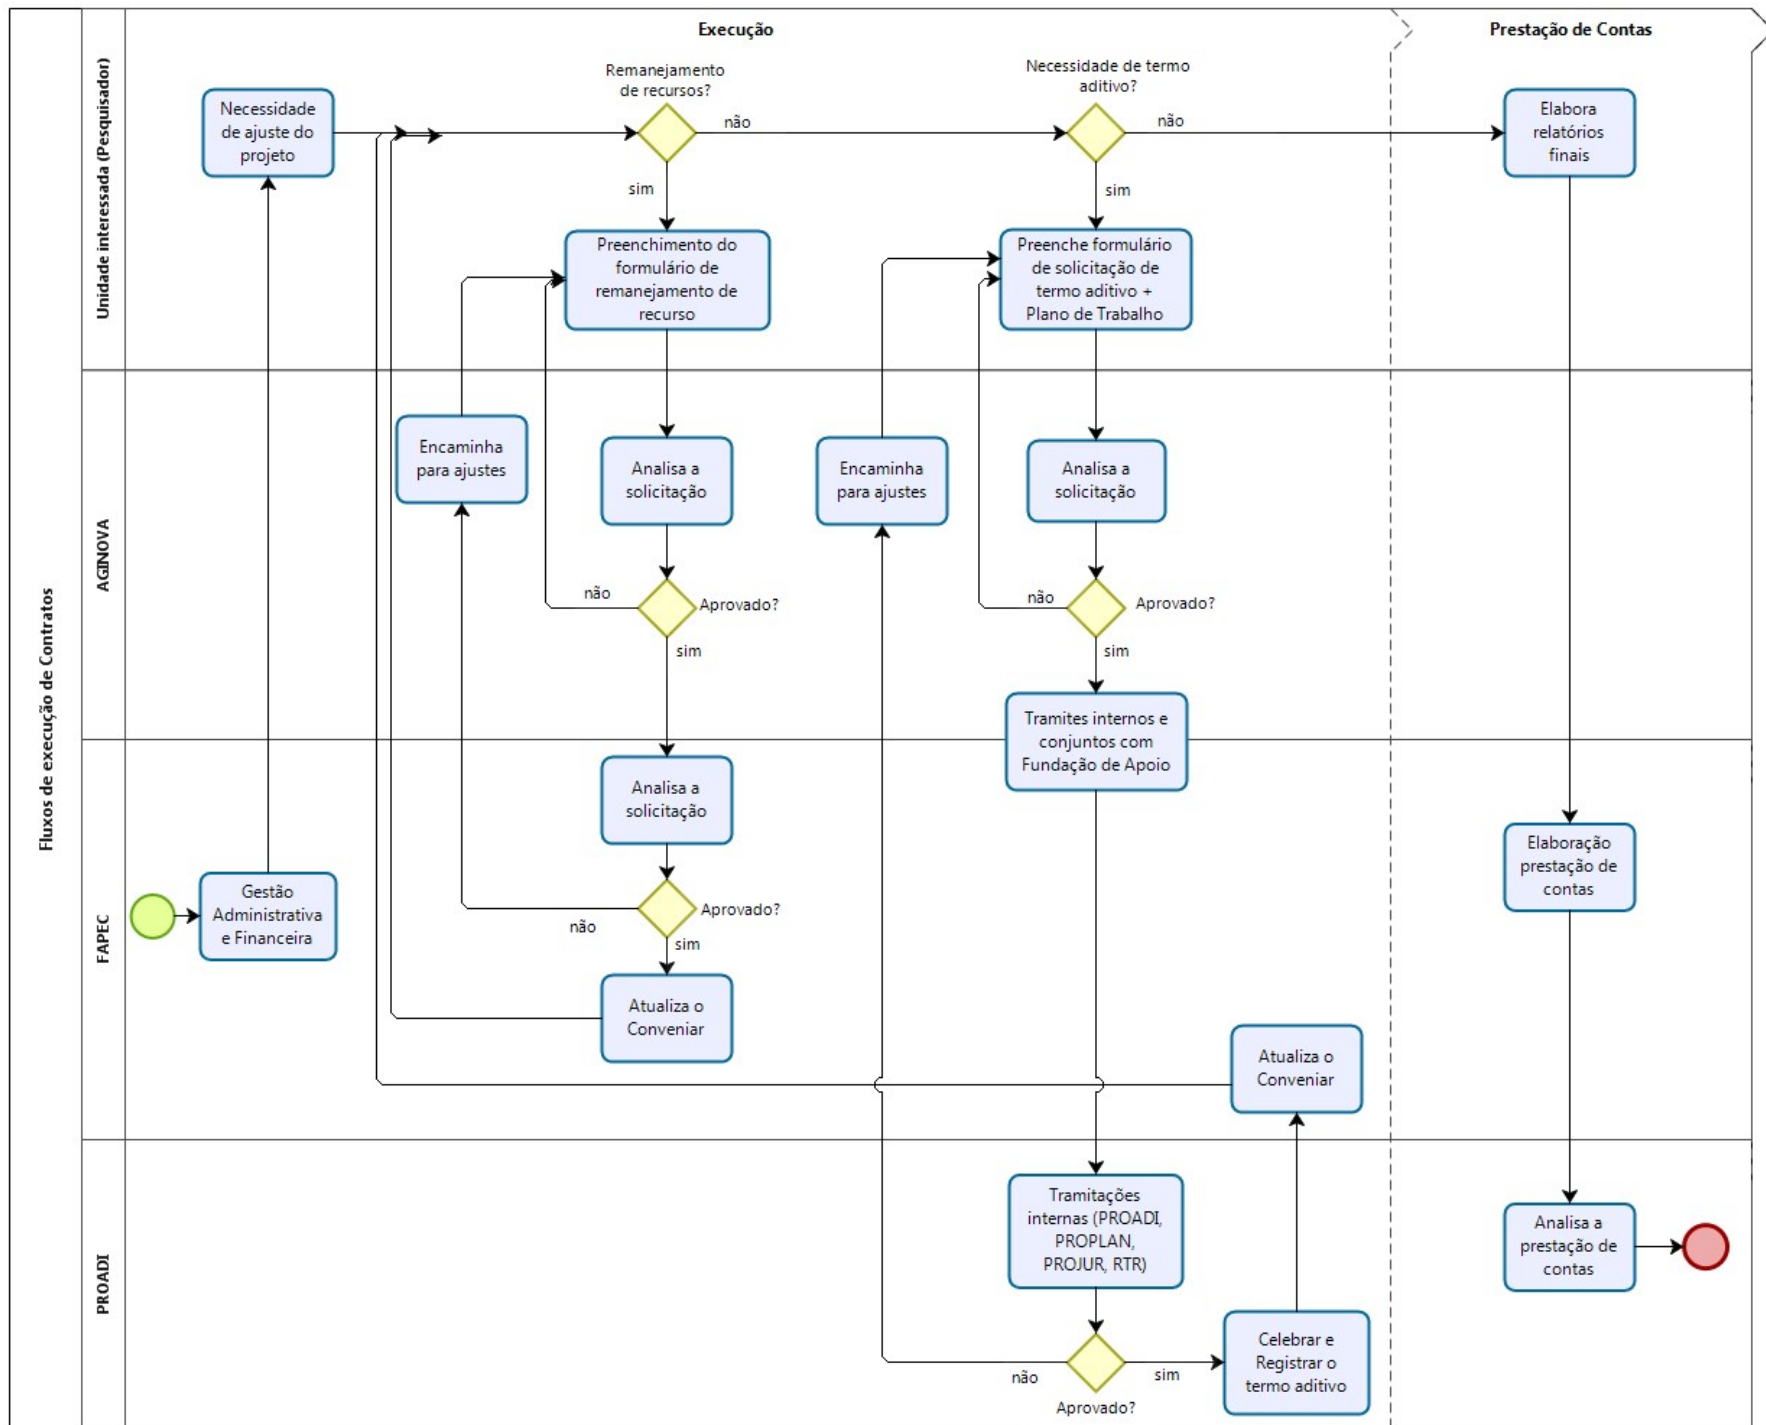 Execução
Prestação de Contas
Fluxos de execução de Contratos
Unidade interessada (Pesquisador)
Necessidade
de ajuste do
projeto
Remanejamento
de recursos?
não
sim
Necessidade de termo
aditivo?
não
sim
Elabora
relatórios
finais
Preenchimento do
formulário de
remanejamento de
recurso
Preenche formulário
de solicitação de
termo aditivo +
Plano de Trabalho
AGINOVA
Encaminha
para ajustes
Analisa a
solicitação
não
Aprovado?
sim
Encaminha
para ajustes
Analisa a
solicitação
não
Aprovado?
sim
Tramites internos e
conjuntos com
Fundação de Apoio
FAPEC
Gestão
Administrativa
e Financeira
Analisa a
solicitação
Aprovado?
não
sim
Atualiza o
Conveniar
Atualiza o
Conveniar
Elaboração
prestação de
contas
PROADI
Tramitações
internas (PROADI,
PROPLAN,
PROJUR, RTR)
não
sim
Aprovado?
Celebrar e
Registrar o
termo aditivo
Analisa a
prestação de
contas